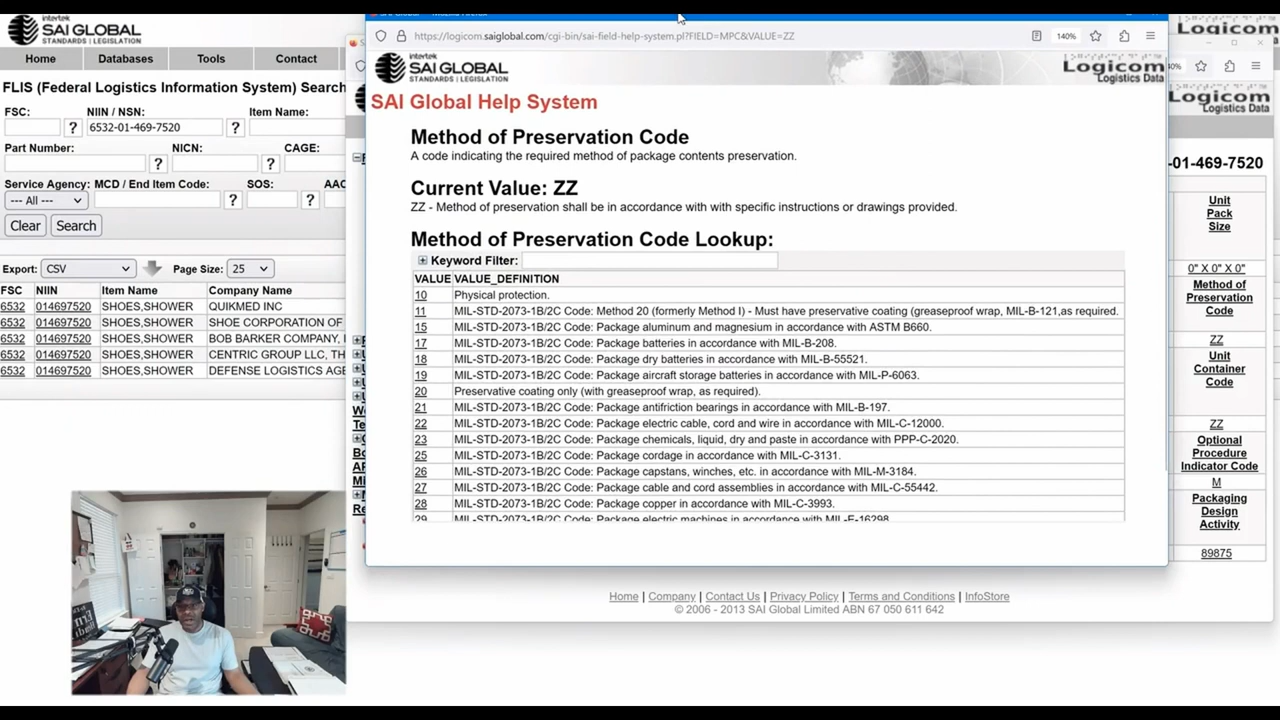 intertek
SAI GLOBAL
STANDARDS | LEGISLATION
Home Databases Tools Contact
FLIS (Federal Logistics Information System) Search
FSC: NIIN / NSN: Item Name:
? 6532-01-469-7520 ?
Part Number: NICN: CAGE:
? ?
Service Agency: MCD / End Item Code: SOS: AAC
--- All --- ? ?
Clear Search
Export: CSV Page Size: 25
FSC NIIN Item Name Company Name
6532 014697520 SHOES,SHOWER QUIKMED INC
6532 014697520 SHOES,SHOWER SHOE CORPORATION OF
6532 014697520 SHOES,SHOWER BOB BARKER COMPANY,
6532 014697520 SHOES,SHOWER CENTRIC GROUP LLC, TH
6532 014697520 SHOES,SHOWER DEFENSE LOGISTICS AGE
https://logicom.saiglobal.com/cgi-bin/sai-field-help-system.pl?FIELD=MPC&VALUE=ZZ 140%
intertek
SAI GLOBAL
STANDARDS | LEGISLATION
Logicom
Logistics Data
SAI Global Help System
Method of Preservation Code
A code indicating the required method of package contents preservation.
Current Value: ZZ
ZZ - Method of preservation shall be in accordance with with specific instructions or drawings provided.
Method of Preservation Code Lookup:
Keyword Filter:
VALUE VALUE_DEFINITION
10 Physical protection.
11 MIL-STD-2073-1B/2C Code: Method 20 (formerly Method I) - Must have preservative coating (greaseproof wrap, MIL-B-121,as required.
15 Package aluminum and magnesium in accordance with ASTM B660.
17 MIL-STD-2073-1B/2C Code: Package batteries in accordance with MIL-B-208.
18 MIL-STD-2073-1B/2C Code: Package dry batteries in accordance with MIL-B-55521.
19 MIL-STD-2073-1B/2C Code: Package aircraft storage batteries in accordance with MIL-P-6063.
20 Preservative coating only (with greaseproof wrap, as required).
21 MIL-STD-2073-1B/2C Code: Package antifriction bearings in accordance with MIL-B-197.
22 MIL-STD-2073-1B/2C Code: Package electric cable, cord and wire in accordance with MIL-C-12000.
23 MIL-STD-2073-1B/2C Code: Package chemicals, liquid, dry and paste in accordance with PPP-C-2020.
25 MIL-STD-2073-1B/2C Code: Package cordage in accordance with MIL-C-3131.
26 MIL-STD-2073-1B/2C Code: Package capstans, winches, etc. in accordance with MIL-M-3184.
27 MIL-STD-2073-1B/2C Code: Package cable and cord assemblies in accordance with MIL-C-55442.
28 MIL-STD-2073-1B/2C Code: Package copper in accordance with MIL-C-3993.
29 MIL-STD-2073-1B/2C Code: Package electric machines in accordance with MIL-E-16298.
Logicom
Logistics Data
-01-469-7520
Unit
Pack
Size
0" X 0" X 0"
Method of
Preservation
Code
ZZ
Unit
Container
Code
ZZ
Optional
Procedure
Indicator Code
M
Packaging
Design
Activity
89875
Home | Company | Contact Us | Privacy Policy | Terms and Conditions | InfoStore
© 2006 - 2013 SAI Global Limited ABN 67 050 611 642